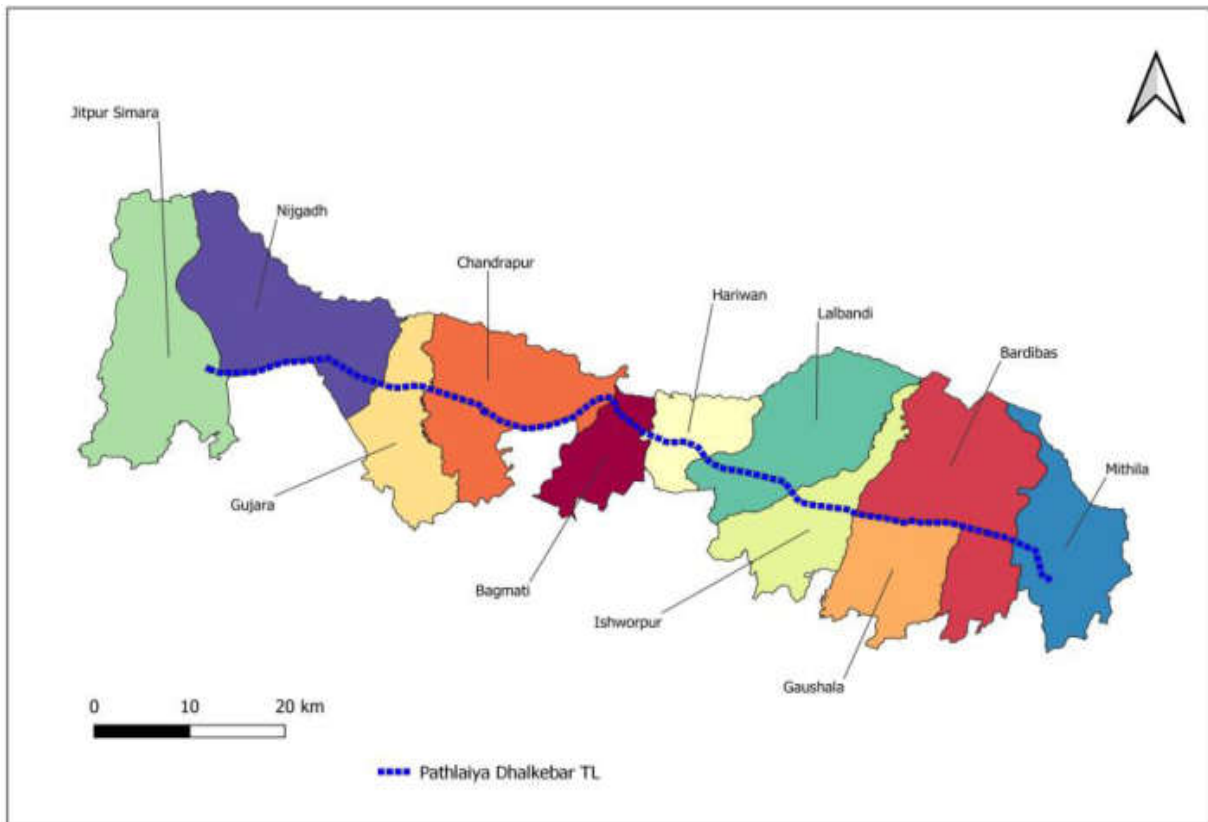 Jitpur Simara
Nijgadh
Chandrapur
Hariwan
Lalbandi
Bardibas
Mithila
Gujara
Bagmati
Ishworpur
Gaushala
0 10 20 km
Pathlaiya Dhalkebar TL